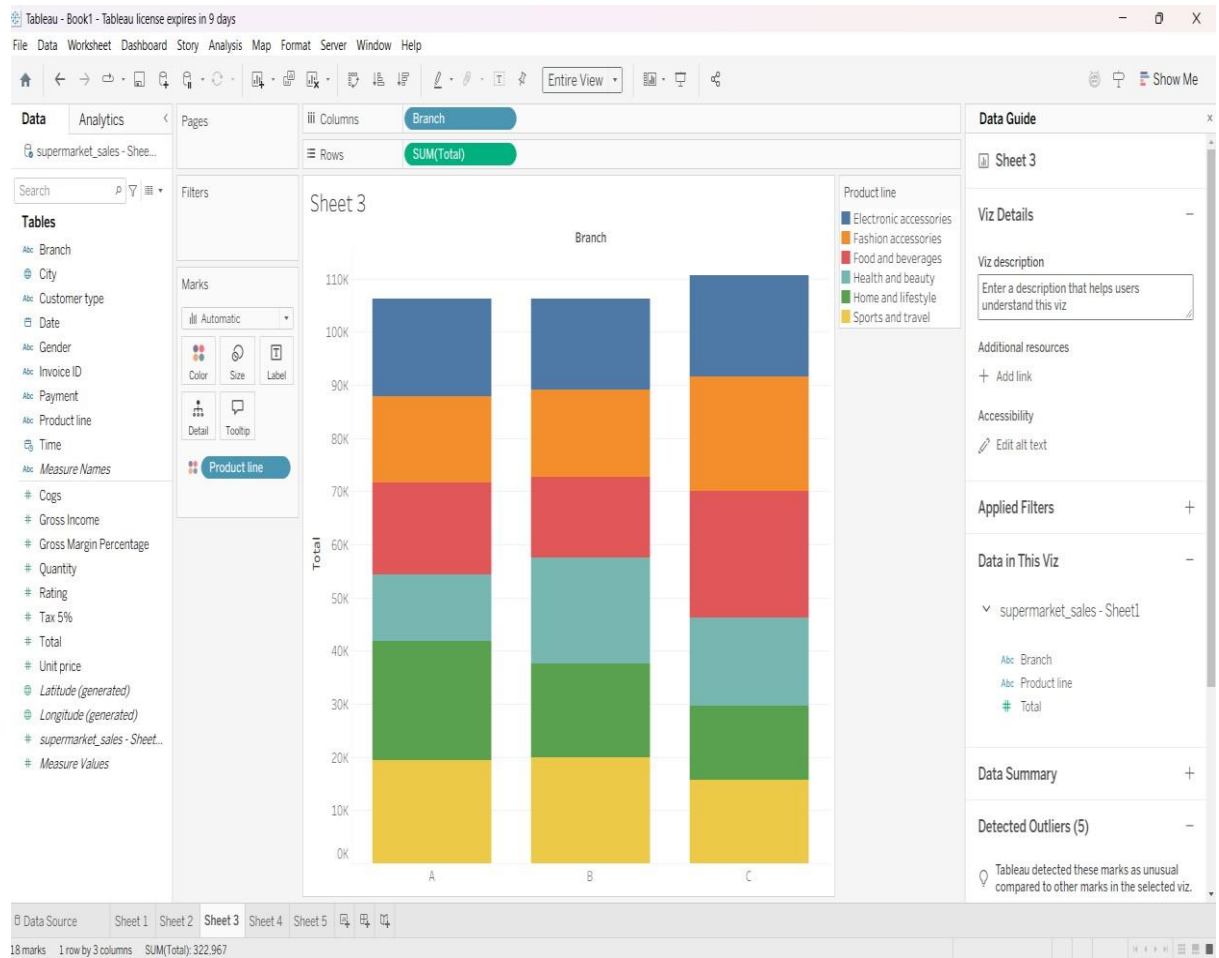 Tableau - Book1 - Tableau license expires in 9 days
File Data Worksheet Dashboard Story Analysis Map Format Server Window Help
Entire View
Show Me
Data Analytics
supermarket_sales - Shee...
Search
Tables
Abc Branch
City
Abc Customer type
Date
Abc Gender
Abc Invoice ID
Abc Payment
Abc Product line
Time
Abc Measure Names
# Cogs
# Gross Income
# Gross Margin Percentage
# Quantity
# Rating
# Tax 5%
# Total
# Unit price
Latitude (generated)
Longitude (generated)
# supermarket_sales - Sheet...
# Measure Values
Pages
Filters
Marks
Automatic
Color Size Label
Detail Tooltip
Product line
iii Columns Branch
Rows SUM(Total)
Sheet 3
Branch
Total
110K
100K
90K
80K
70K
60K
50K
40K
30K
20K
10K
0K
A B C
Product line
Electronic accessories
Fashion accessories
Food and beverages
Health and beauty
Home and lifestyle
Sports and travel
Data Guide
Sheet 3
Viz Details
Viz description
Enter a description that helps users
understand this viz
Additional resources
+ Add link
Accessibility
Edit alt text
Applied Filters +
Data in This Viz
supermarket_sales - Sheet1
Abc Branch
Abc Product line
# Total
Data Summary +
Detected Outliers (5)
Tableau detected these marks as unusual
compared to other marks in the selected viz.
Data Source Sheet 1 Sheet 2 Sheet 3 Sheet 4 Sheet 5
18 marks 1 row by 3 columns SUM(Total): 322,967